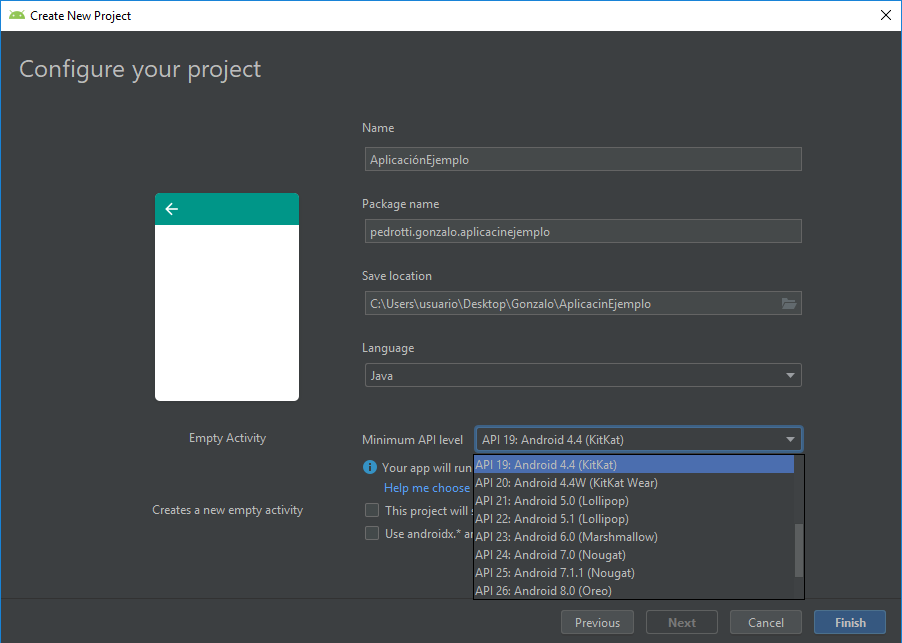 Create New Project
Configure your project
Name
AplicaciónEjemplo
Package name
pedrotti.gonzalo.aplicacinejemplo
Save location
C:\Users\usuario\Desktop\Gonzalo\AplicacinEjemplo
Language
Java
Empty Activity
Minimum API level
API 19: Android 4.4 (KitKat)
Your app will run
Help me choose
Creates a new empty activity
This project will
Use androidx.*
API 19: Android 4.4 (KitKat)
API 20: Android 4.4W (KitKat Wear)
API 21: Android 5.0 (Lollipop)
API 22: Android 5.1 (Lollipop)
API 23: Android 6.0 (Marshmallow)
API 24: Android 7.0 (Nougat)
API 25: Android 7.1.1 (Nougat)
API 26: Android 8.0 (Oreo)
Previous
Next
Cancel
Finish